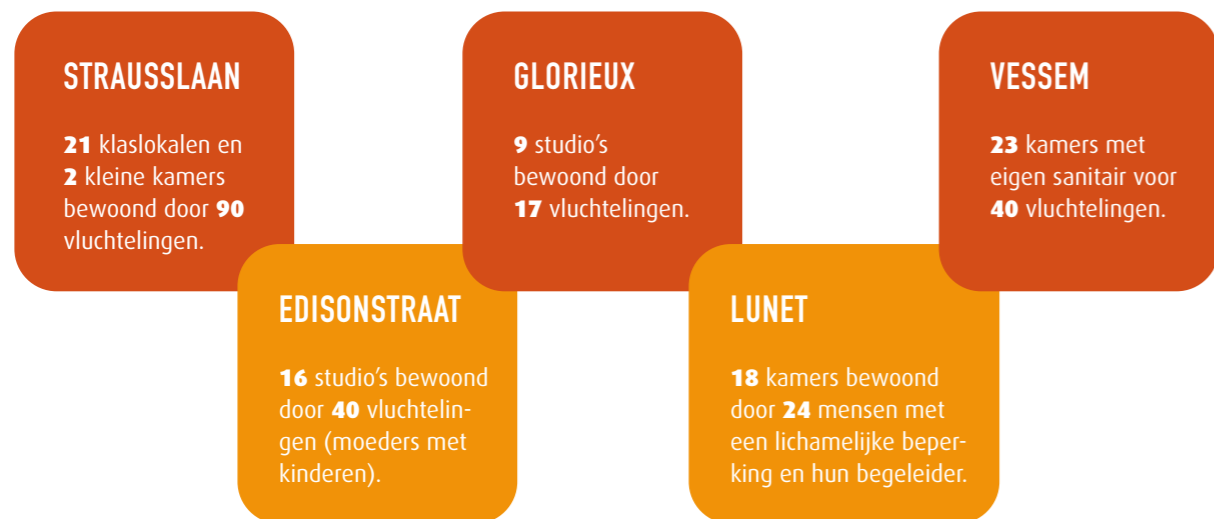 STRAUSSLAAN
21 klaslokalen en
2 kleine kamers
bewoond door 90
vluchtelingen.
EDISONSTRAAT
16 studio's bewoond
door 40 vluchtelin-
gen (moeders met
kinderen).
GLORIEUX
9 studio's
bewoond door
17 vluchtelingen.
LUNET
18 kamers bewoond
door 24 mensen met
een lichamelijke beper-
king en hun begeleider.
VESSEM
23 kamers met
eigen sanitair voor
40 vluchtelingen.